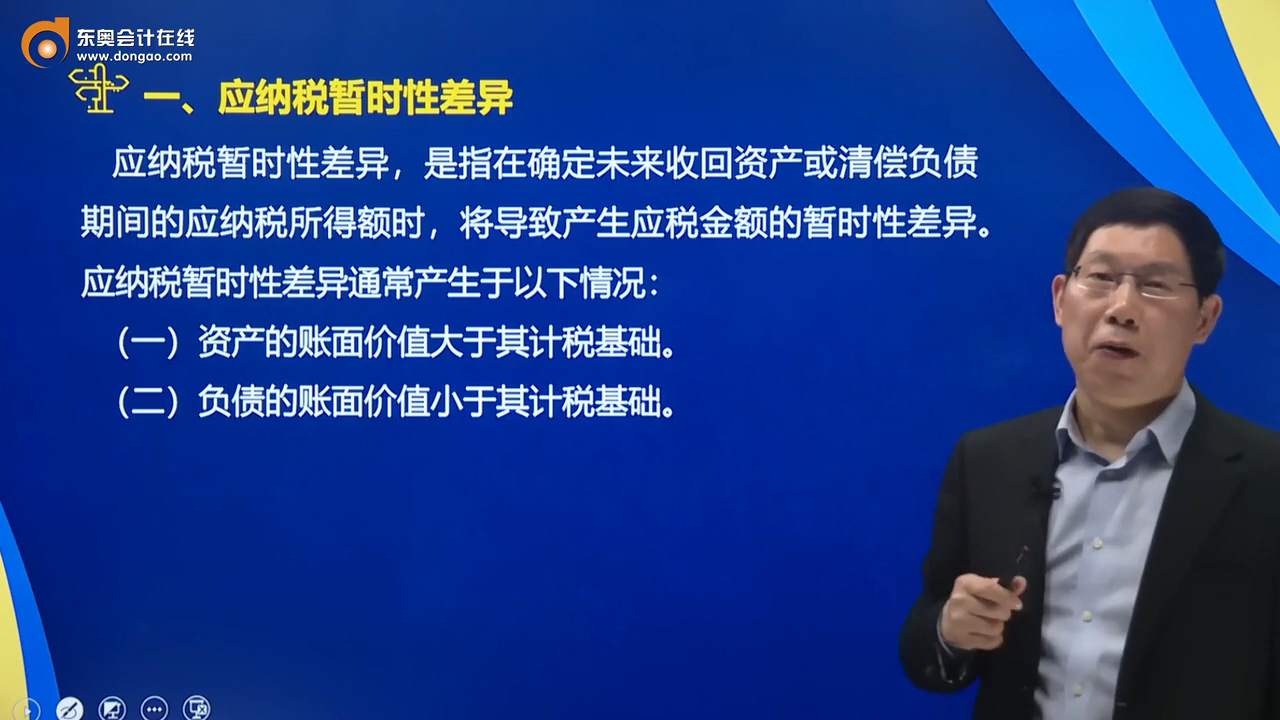 东奥会计在线
www.dongao.com
一、应纳税暂时性差异
应纳税暂时性差异，是指在确定未来收回资产或清偿负债
期间的应纳税所得额时，将导致产生应税金额的暂时性差异。
应纳税暂时性差异通常产生于以下情况：
（一）资产的账面价值大于其计税基础。
（二）负债的账面价值小于其计税基础。